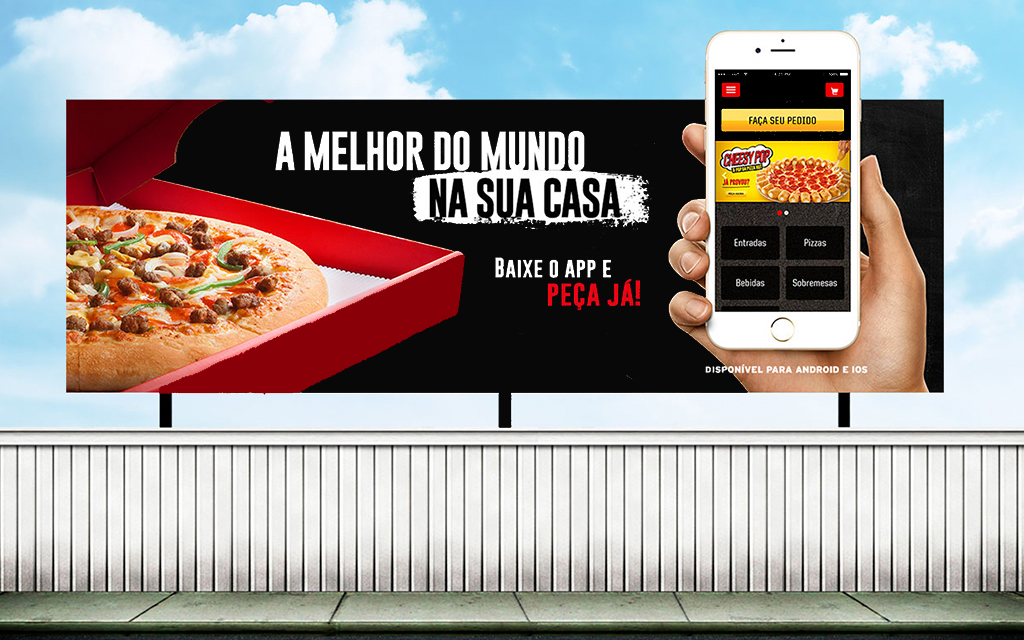 A MELHOR DO MUNDO
NA SUA CASA
BAIXE O APP E
PEÇA JÁ!
FAÇA SEU PEDIDO
CHEESY POP
JÁ PROVOU?
Entradas
Pizzas
Bebidas
Sobremesas
DISPONÍVEL PARA ANDROID E IOS